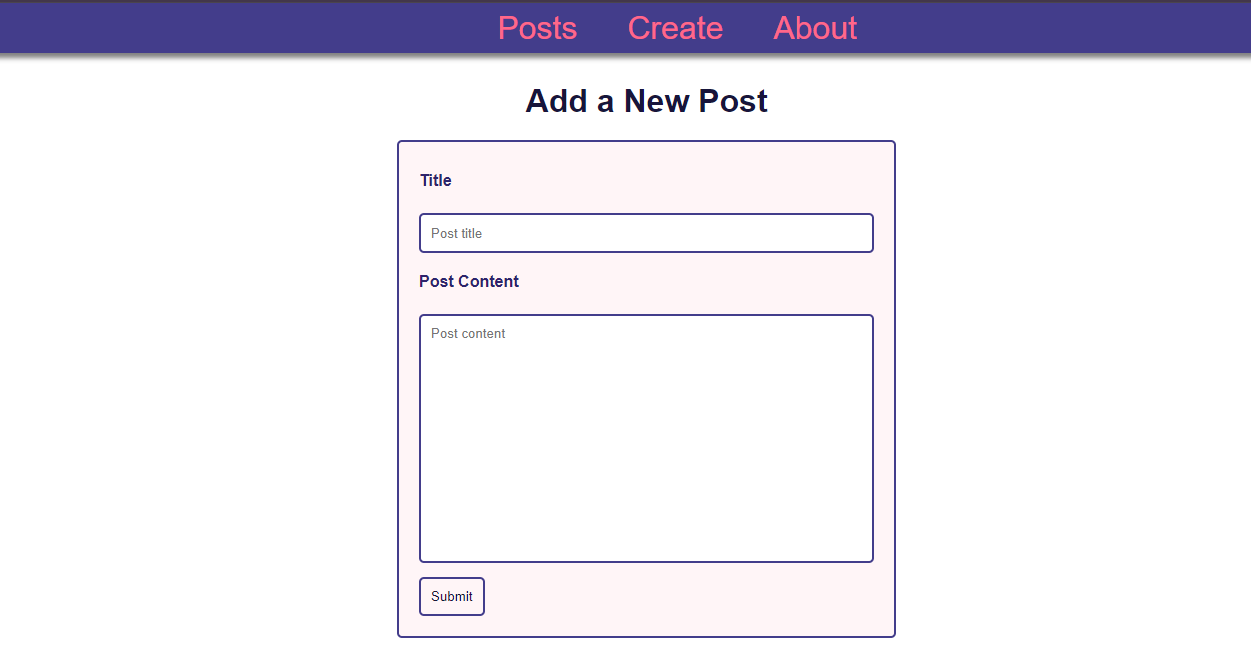 Posts Create About
Add a New Post
Title
Post title
Post Content
Post content
Submit